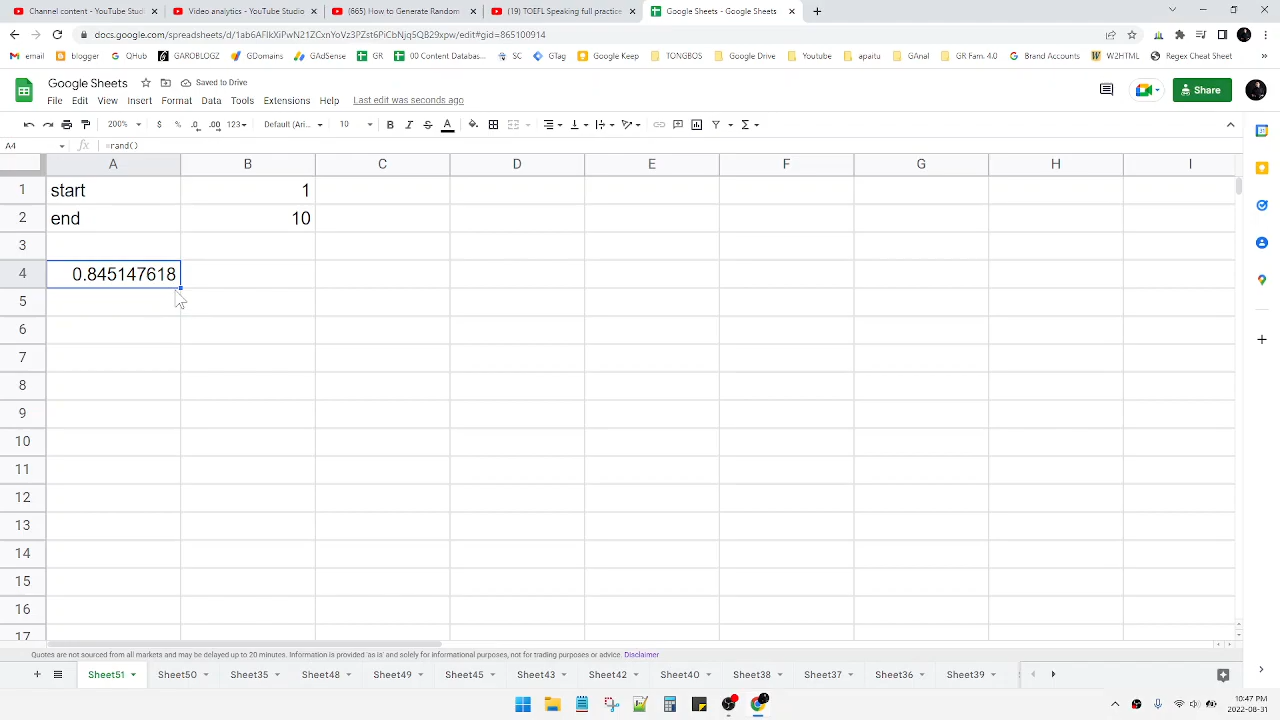 Channel content - YouTube Studio
Video analytics - YouTube Studio
(865) How to Generate Random
(19) TOEFL Speaking full practice
Google Sheets - Google Sheets
docs.google.com/spreadsheets/d/1ab6AFIkXiPwN21ZCxnYoVz3PZst6PiCbNjq5QB29xpw/edit#gid=865100914
email
blogger
QHub
GAROBLOGZ
GDomains
GAdSense
GR
00 Content Databas...
SC
GTag
Google Keep
TONGBOS
Google Drive
Youtube
apaitu
GAnal
GR Fam. 4.0
Brand Accounts
W2HTML
Regex Cheat Sheet
»
Google Sheets
Saved to Drive
File Edit View Insert Format Data Tools Extensions Help Last edit was seconds ago
Share
200% $ % .0 .00 123 Default (Ari... 10 B I S A Σ
A4 fx =rand()
A B C D E F G H I
1 start 1
2 end 10
3
4 0.845147618
5
6
7
8
9
10
11
12
13
14
15
16
17
Quotes are not sourced from all markets and may be delayed up to 20 minutes. Information is provided 'as is' and solely for informational purposes, not for trading purposes or advice. Disclaimer
Sheet51 Sheet50 Sheet35 Sheet48 Sheet49 Sheet45 Sheet43 Sheet42 Sheet40 Sheet38 Sheet37 Sheet36 Sheet39
10:47 PM
2022-08-31